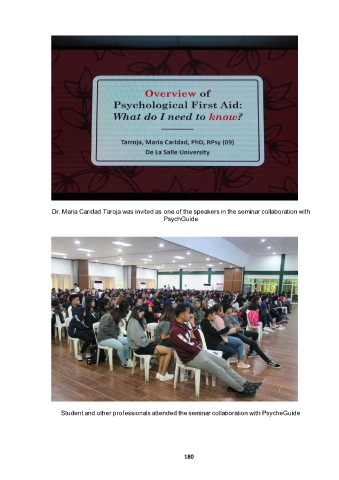 Overview of
Psychological First Aid:
What do I need to know?
Tarroja, Maria Caridad, PhD, RPsy (09)
De La Salle University
Dr. Maria Caridad Taroja was invited as one of the speakers in the seminar collaboration with
PsychGuide
Student and other professionals attended the seminar collaboration with PsycheGuide
180